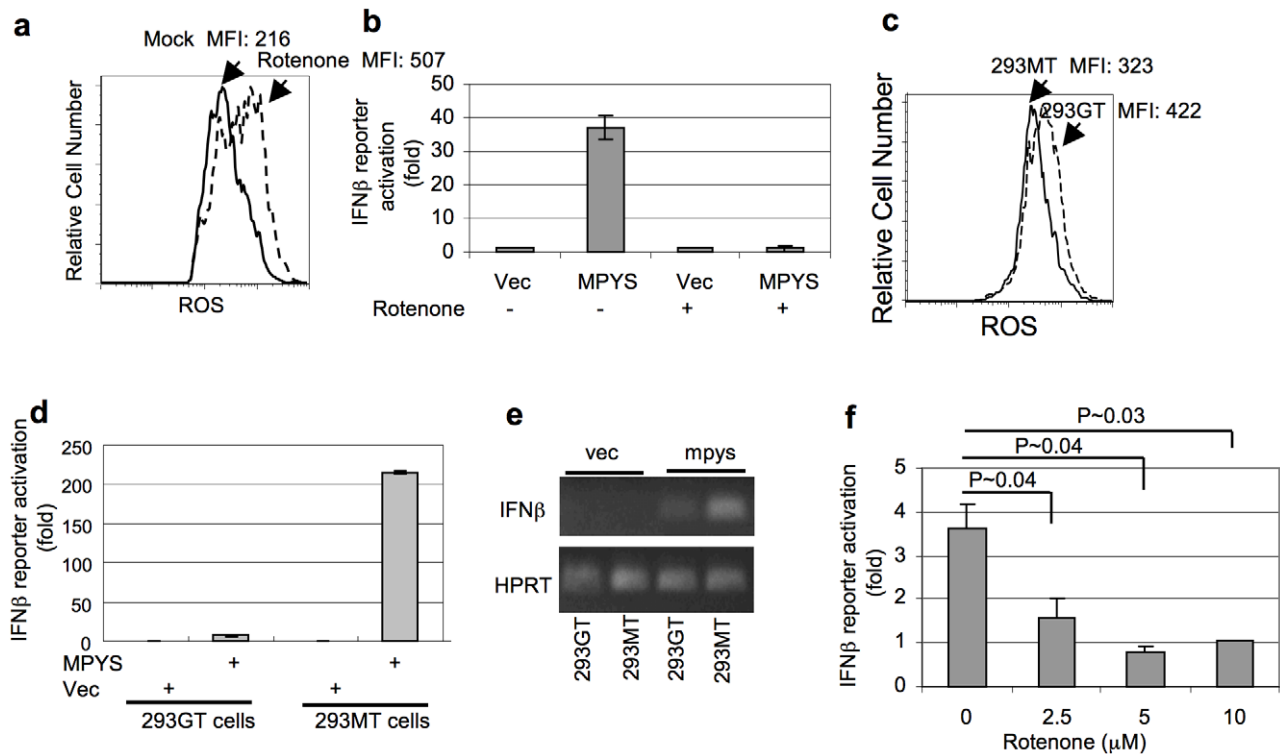 a
Mock MFI: 216
Rotenone MFI: 507
Relative Cell Number
ROS
b
IFNβ reporter
activation
(fold)
50
40
30
20
10
0
Vec MPYS Vec MPYS
Rotenone - - + +
c
293MT MFI: 323
293GT MFI: 422
Relative Cell Number
ROS
d
IFNβ reporter activation
(fold)
250
200
150
100
50
0
MPYS + +
Vec + +
293GT cells 293MT cells
e
vec mpys
IFNβ
HPRT
293GT
293MT
293GT
293MT
f
P~0.03
P~0.04
P~0.04
IFNβ reporter activation
(fold)
5
4
3
2
1
0
0 2.5 5 10
Rotenone (μM)